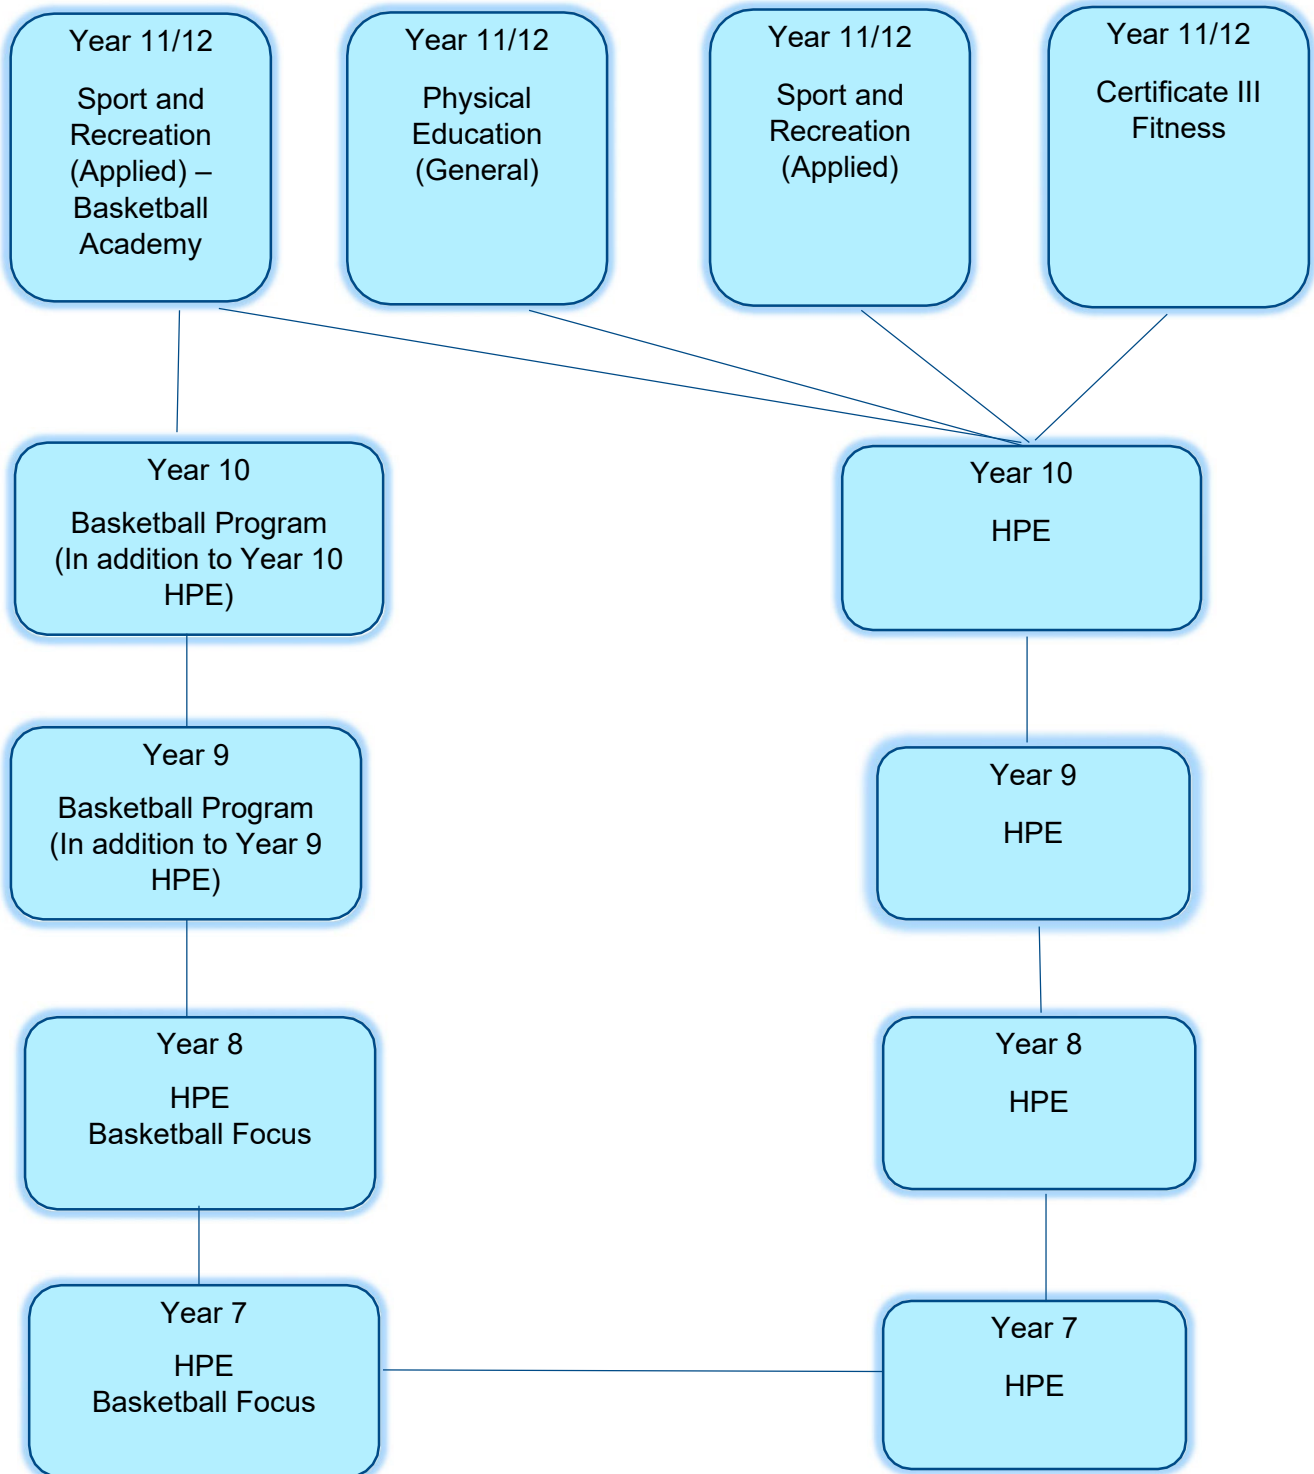 Year 11/12
Sport and
Recreation
(Applied) –
Basketball
Academy
Year 11/12
Physical
Education
(General)
Year 11/12
Sport and
Recreation
(Applied)
Year 11/12
Certificate III
Fitness
Year 10
Basketball Program
(In addition to Year 10
HPE)
Year 10
HPE
Year 9
Basketball Program
(In addition to Year 9
HPE)
Year 9
HPE
Year 8
HPE
Basketball Focus
Year 8
HPE
Year 7
HPE
Basketball Focus
Year 7
HPE